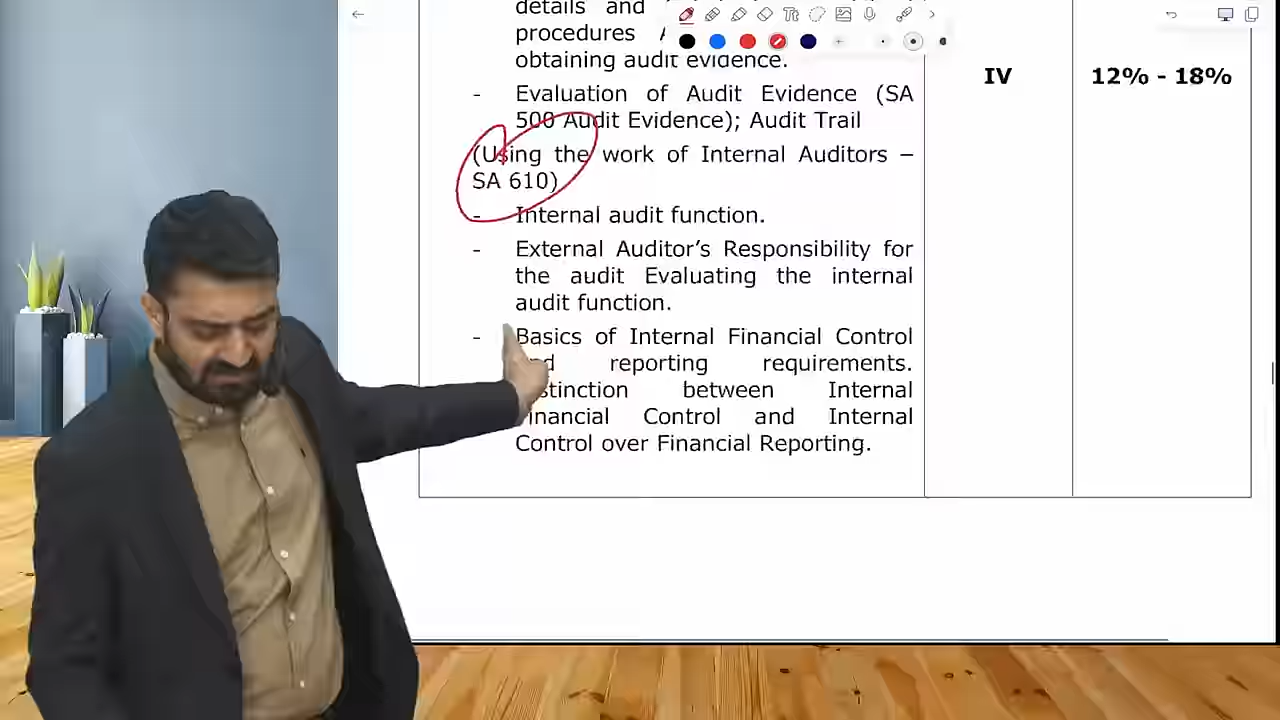 details and
procedures
obtaining audit evidence.
- Evaluation of Audit Evidence (SA
500 Audit Evidence); Audit Trail
(Using the work of Internal Auditors –
SA 610)
- Internal audit function.
- External Auditor's Responsibility for
the audit Evaluating the internal
audit function.
- Basics of Internal Financial Control
reporting requirements.
between Internal
Control and Internal
Control over Financial Reporting.
IV
12% - 18%